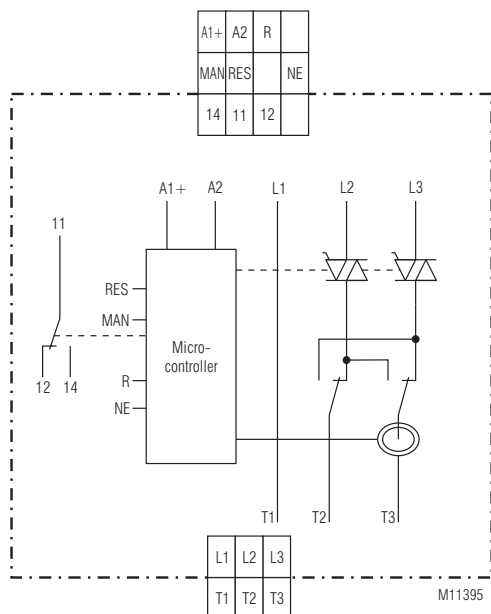 A1+ A2 R
MAN RES NE
14 11 12
A1+ A2 L1 L2 L3
11
RES
MAN
Micro-
controller
12 14
R
NE
T1 T2 T3
L1 L2 L3
T1 T2 T3
M11395